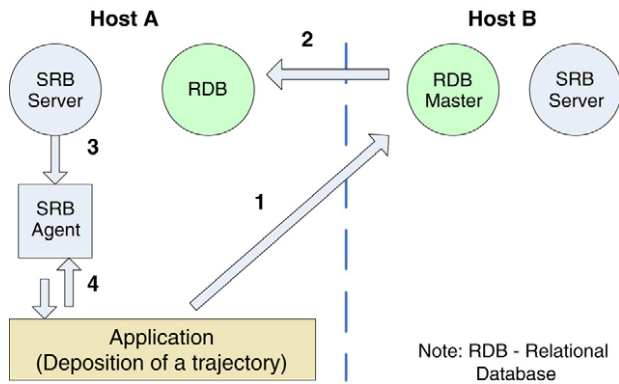 Host A
Host B
2
SRB
Server
RDB
RDB
Master
SRB
Server
3
1
SRB
Agent
4
Application
(Deposition of a trajectory)
Note: RDB - Relational
Database